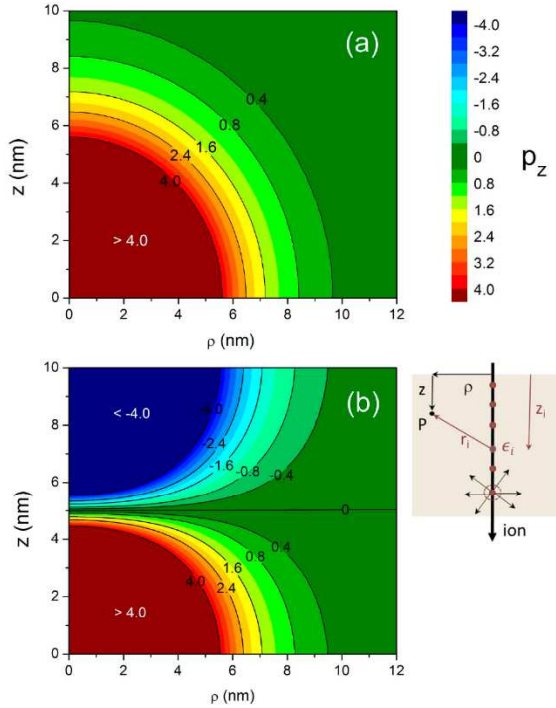 (a)
10
8
6
4
2
0
z (nm)
0.4
0.8
1.6
2.4
4.0
> 4.0
0 2 4 6 8 10 12
ρ (nm)
-4.0
-3.2
-2.4
-1.6
-0.8
0
0.8
1.6
2.4
3.2
4.0
p_z
(b)
10
8
6
4
2
0
z (nm)
< -4.0
-4.0
-2.4
-1.6
-0.8
-0.4
0
0.4
0.8
1.6
2.4
4.0
> 4.0
0 2 4 6 8 10 12
ρ (nm)
z
ρ
z_i
P
r_i
ϵ_i
ion